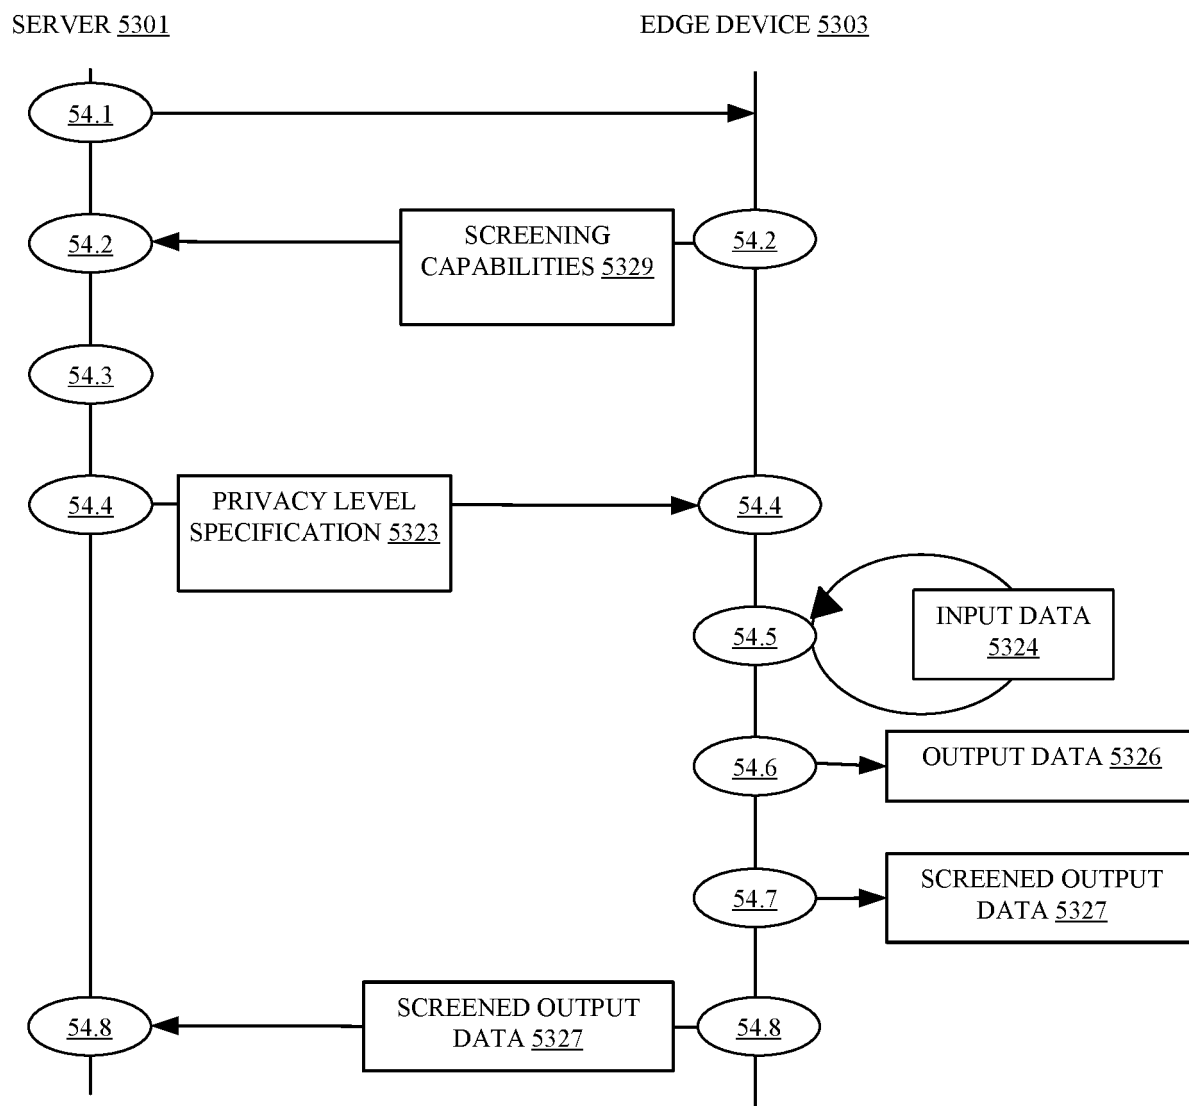 SERVER 5301
EDGE DEVICE 5303
54.1
54.2
SCREENING
CAPABILITIES 5329
54.2
54.3
54.4
PRIVACY LEVEL
SPECIFICATION 5323
54.4
54.5
INPUT DATA
5324
54.6
OUTPUT DATA 5326
54.7
SCREENED OUTPUT
DATA 5327
54.8
SCREENED OUTPUT
DATA 5327
54.8